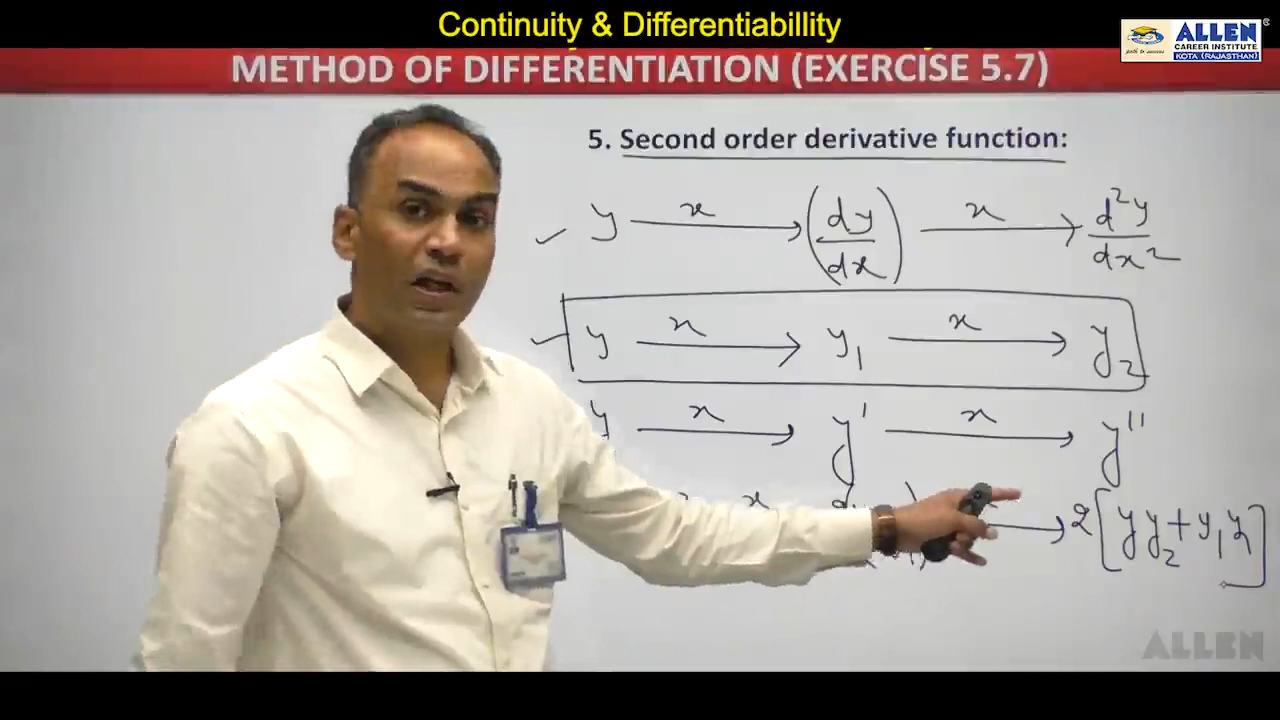 Continuity & Differentiabillity
ALLEN
CAREER INSTITUTE
KOTA (RAJASTHAN)
METHOD OF DIFFERENTIATION (EXERCISE 5.7)
5. Second order derivative function:
y x (dy/dx) x d²y/dx²
y x y₁ x y₂
y x y' x y''
x 2[yy₂+y₁y₁]
ALLEN